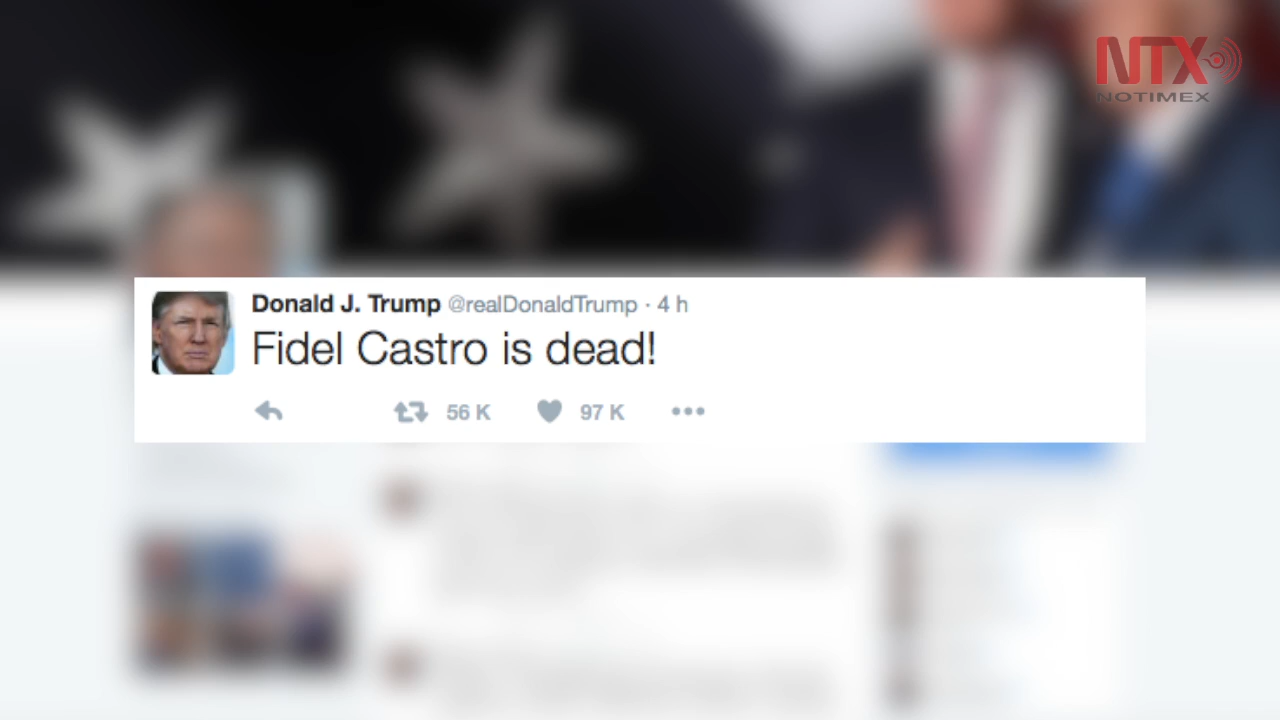 NTX
NOTIMEX
Donald J. Trump @realDonaldTrump · 4 h
Fidel Castro is dead!
56 K 97 K